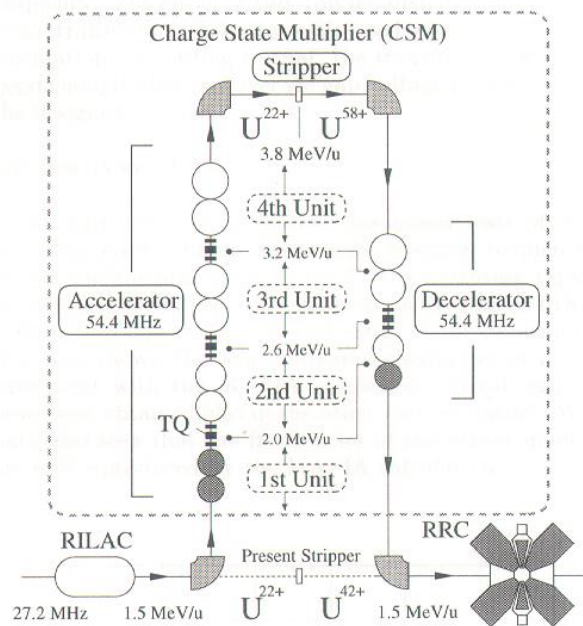 Charge State Multiplier (CSM)
Stripper
U22+ U58+
3.8 MeV/u
4th Unit
3.2 MeV/u
Accelerator
54.4 MHz
3rd Unit
Decelerator
54.4 MHz
2.6 MeV/u
2nd Unit
TQ
2.0 MeV/u
1st Unit
RILAC
Present Stripper
RRC
27.2 MHz 1.5 MeV/u U22+ U42+ 1.5 MeV/u